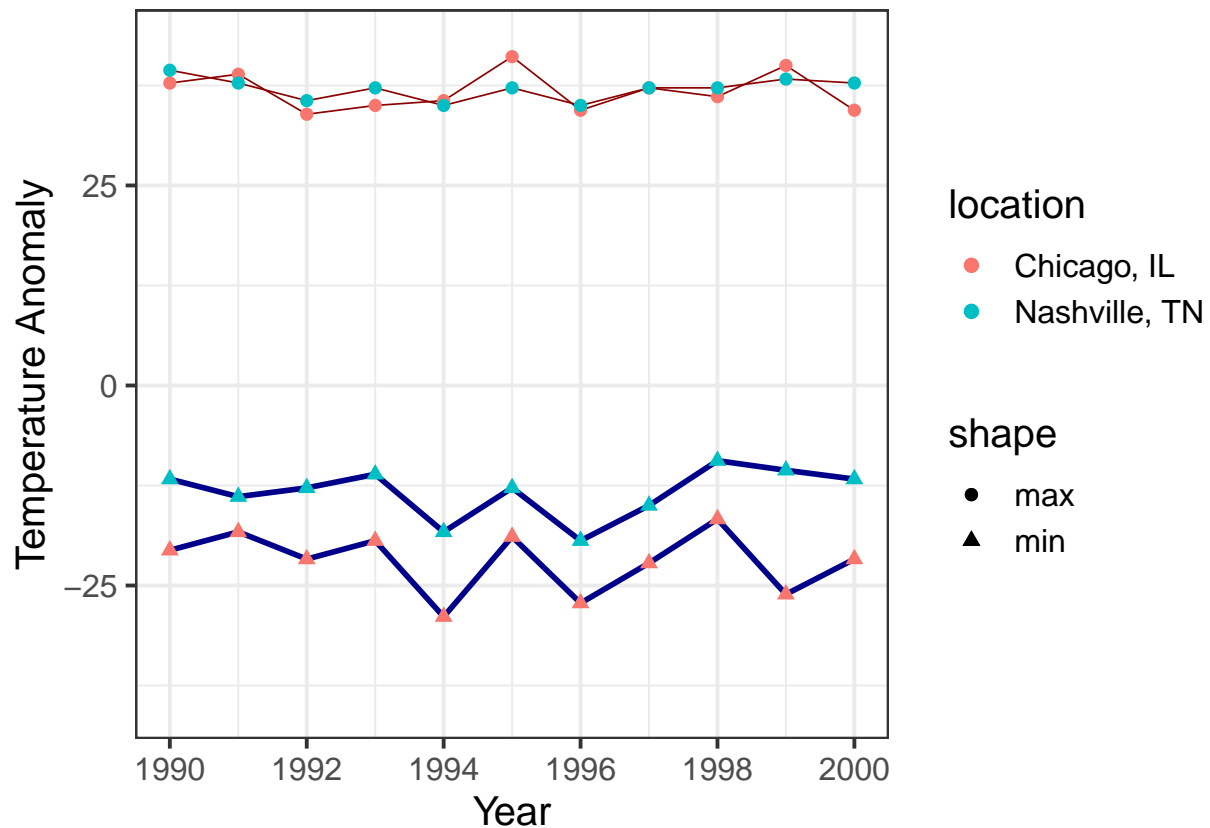 25
0
−25
Temperature Anomaly
1990 1992 1994 1996 1998 2000
Year
location
Chicago, IL
Nashville, TN
shape
max
min